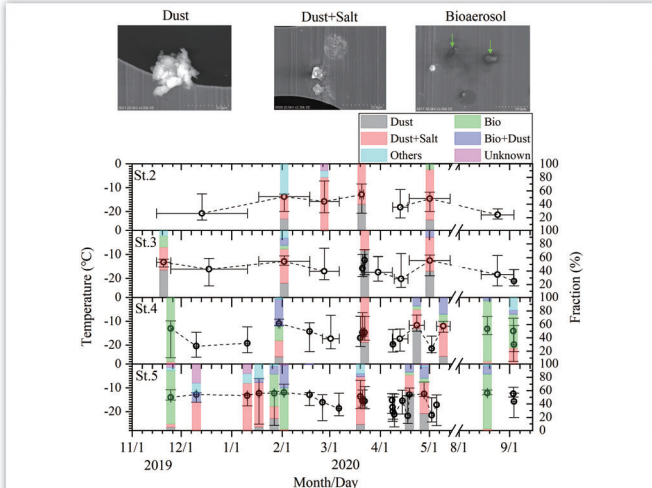 Dust
Dust+Salt
Bioaerosol
Dust
Bio
Dust+Salt
Bio+Dust
Others
Unknown
Temperature (°C)
Fraction (%)
0
-10
-20
St.2
100
80
60
40
20
0
-10
-20
St.3
100
80
60
40
20
0
-10
-20
St.4
100
80
60
40
20
0
-10
-20
St.5
100
80
60
40
20
0
11/1 12/1 1/1 2/1 3/1 4/1 5/1 8/1 9/1
2019 2020
Month/Day